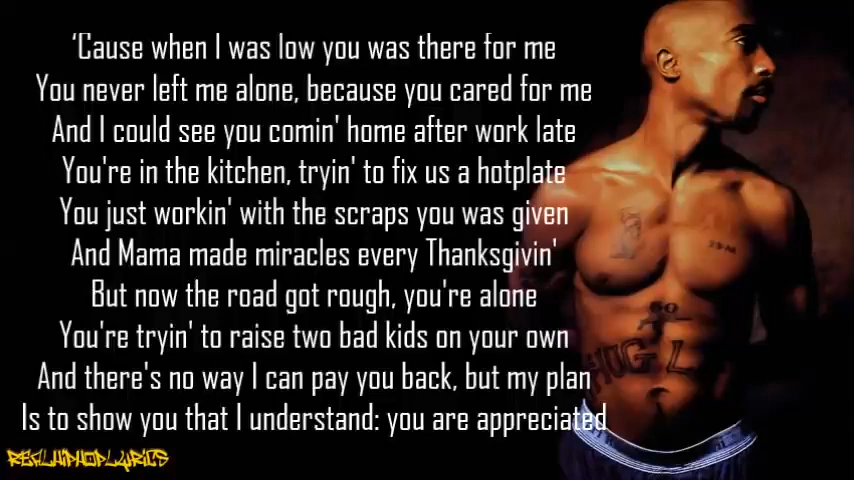 ‘Cause when I was low you was there for me
You never left me alone, because you cared for me
And I could see you comin' home after work late
You're in the kitchen, tryin' to fix us a hotplate
You just workin' with the scraps you was given
And Mama made miracles every Thanksgivin'
But now the road got rough, you're alone
You're tryin' to raise two bad kids on your own
And there's no way I can pay you back, but my plan
Is to show you that I understand: you are appreciated
REALHIPHOPLYRICS